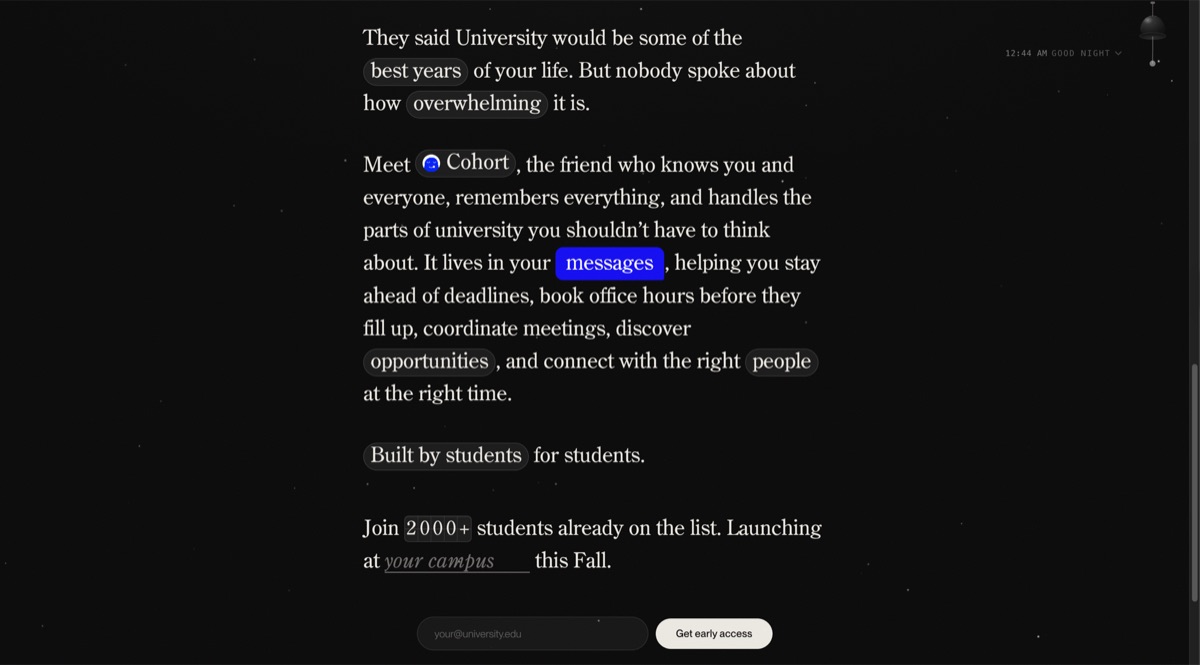 They said University would be some of the
best years of your life. But nobody spoke about
how overwhelming it is.
12:44 AM GOOD NIGHT
Meet Cohort, the friend who knows you and
everyone, remembers everything, and handles the
parts of university you shouldn’t have to think
about. It lives in your messages, helping you stay
ahead of deadlines, book office hours before they
fill up, coordinate meetings, discover
opportunities, and connect with the right people
at the right time.
Built by students for students.
Join 2000+ students already on the list. Launching
at your campus this Fall.
your@university.edu
Get early access